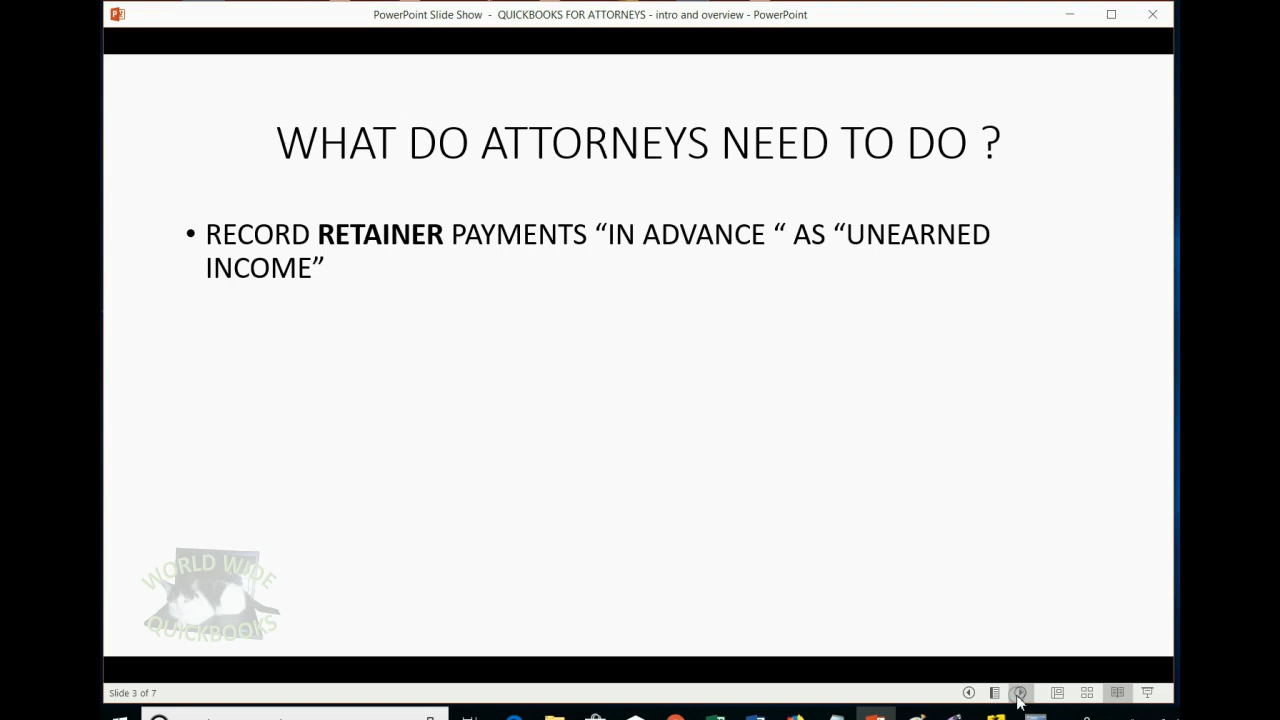 PowerPoint Slide Show - QUICKBOOKS FOR ATTORNEYS - intro and overview - PowerPoint
WHAT DO ATTORNEYS NEED TO DO ?
• RECORD RETAINER PAYMENTS “IN ADVANCE “ AS “UNEARNED
INCOME”
WORLD WIDE
QUICKBOOKS
Slide 3 of 7